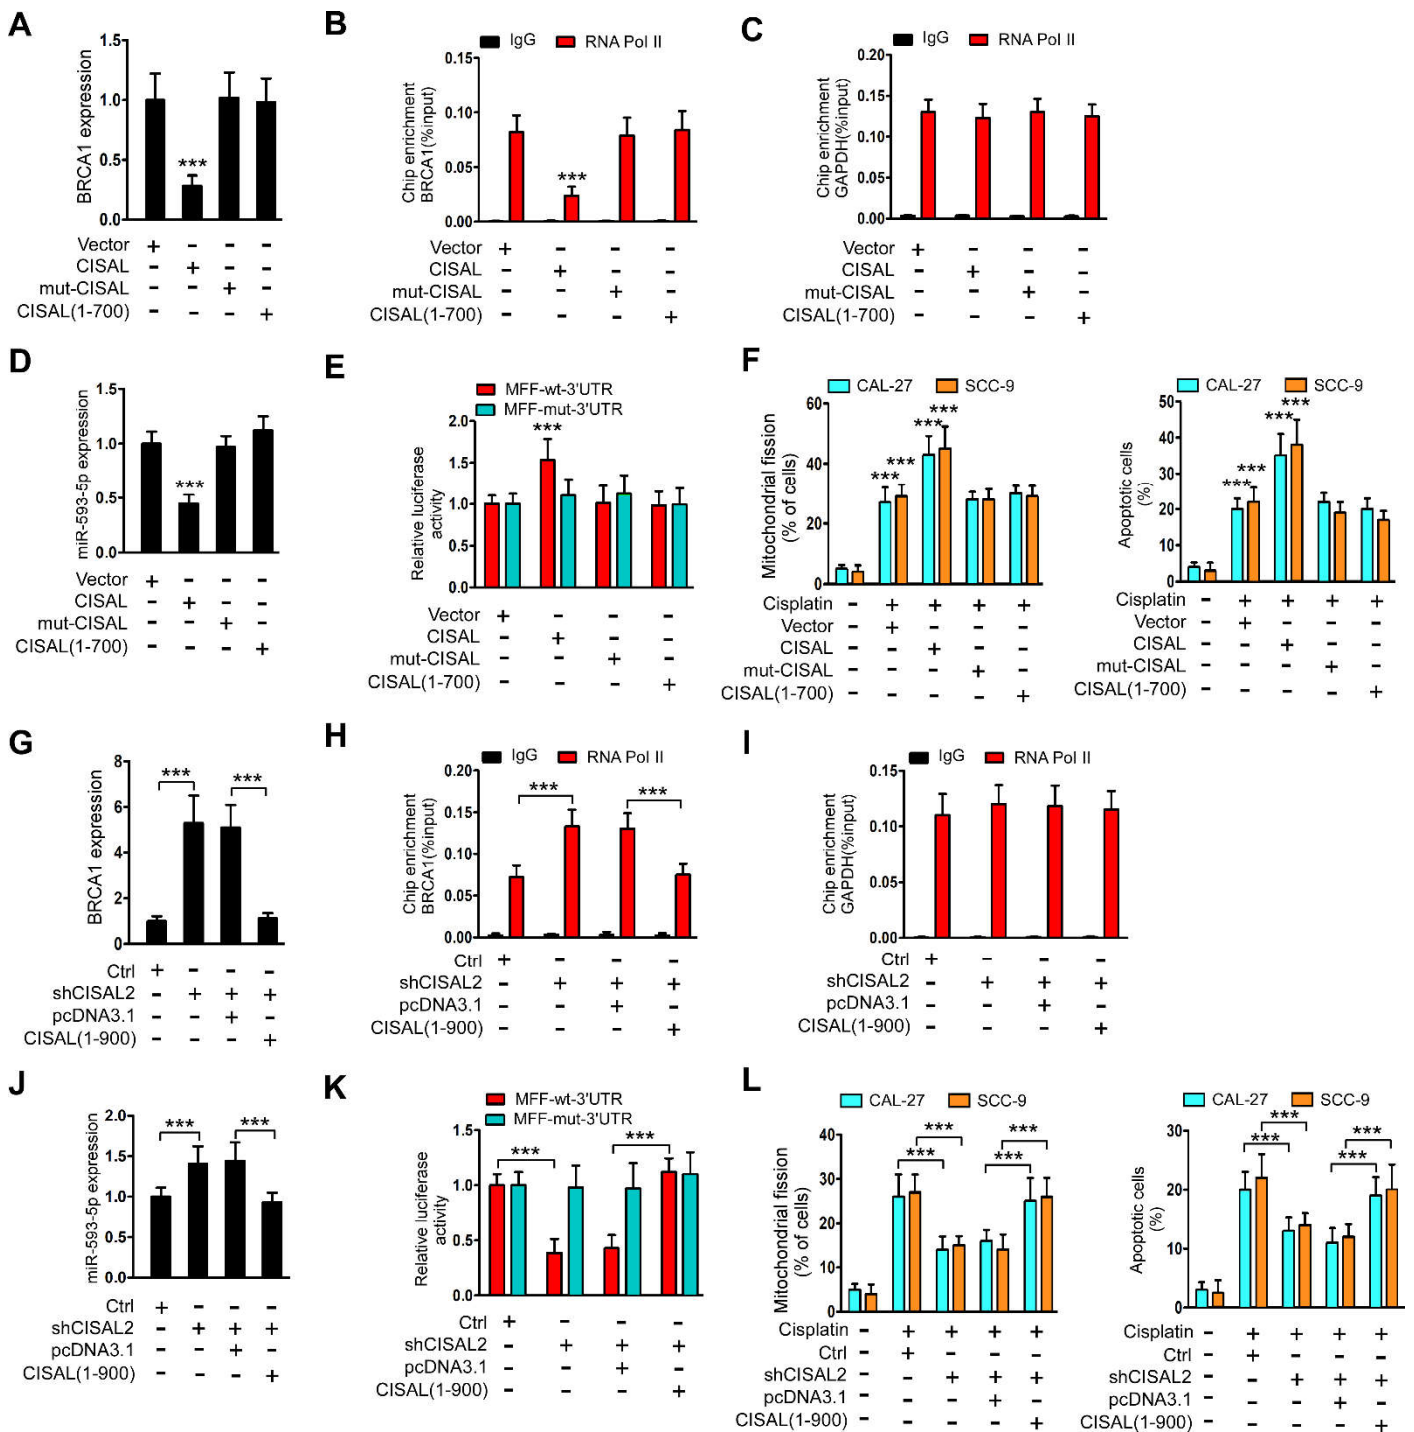 A
BRCA1 expression
1.5
1.0
0.5
0.0
***
Vector + - - -
CISAL - + - -
mut-CISAL - - + -
CISAL(1-700) - - - +
B
IgG RNA Pol II
Chip enrichment
BRCA1(%input)
0.15
0.10
0.05
0.00
***
Vector + - - -
CISAL - + - -
mut-CISAL - - + -
CISAL(1-700) - - - +
C
IgG RNA Pol II
Chip enrichment
GAPDH(%input)
0.20
0.15
0.10
0.05
0.00
Vector + - - -
CISAL - + - -
mut-CISAL - - + -
CISAL(1-700) - - - +
D
miR-593-5p expression
1.5
1.0
0.5
0.0
***
Vector + - - -
CISAL - + - -
mut-CISAL - - + -
CISAL(1-700) - - - +
E
MFF-wt-3'UTR
MFF-mut-3'UTR
Relative luciferase
activity
2.0
1.5
1.0
0.5
0.0
***
Vector + - - -
CISAL - + - -
mut-CISAL - - + -
CISAL(1-700) - - - +
F
CAL-27 SCC-9
Mitochondrial fission
(% of cells)
60
40
20
0
*** *** *** ***
Cisplatin - + + + +
Vector - + - - -
CISAL - - + - -
mut-CISAL - - - + -
CISAL(1-700) - - - - +
CAL-27 SCC-9
Apoptotic cells
(%)
50
40
30
20
10
0
*** *** *** ***
Cisplatin - + + + +
Vector - + - - -
CISAL - - + - -
mut-CISAL - - - + -
CISAL(1-700) - - - - +
G
BRCA1 expression
8
6
4
2
0
*** ***
Ctrl + - - -
shCISAL2 - + + +
pcDNA3.1 - - + -
CISAL(1-900) - - - +
H
IgG RNA Pol II
Chip enrichment
BRCA1(%input)
0.20
0.15
0.10
0.05
0.00
*** ***
Ctrl + - - -
shCISAL2 - + + +
pcDNA3.1 - - + -
CISAL(1-900) - - - +
I
IgG RNA Pol II
Chip enrichment
GAPDH(%input)
0.15
0.10
0.05
0.00
Ctrl + - - -
shCISAL2 - + + +
pcDNA3.1 - - + -
CISAL(1-900) - - - +
J
miR-593-5p expression
2.0
1.5
1.0
0.5
0.0
*** ***
Ctrl + - - -
shCISAL2 - + + +
pcDNA3.1 - - + -
CISAL(1-900) - - - +
K
MFF-wt-3'UTR
MFF-mut-3'UTR
Relative luciferase
activity
1.5
1.0
0.5
0.0
*** ***
Ctrl + - - -
shCISAL2 - + + +
pcDNA3.1 - - + -
CISAL(1-900) - - - +
L
CAL-27 SCC-9
Mitochondrial fission
(% of cells)
40
30
20
10
0
*** *** *** ***
Cisplatin - + + + +
Ctrl - + - - -
shCISAL2 - - + + +
pcDNA3.1 - - - + -
CISAL(1-900) - - - - +
CAL-27 SCC-9
Apoptotic cells
(%)
30
20
10
0
*** *** *** ***
Cisplatin - + + + +
Ctrl - + - - -
shCISAL2 - - + + +
pcDNA3.1 - - - + -
CISAL(1-900) - - - - +